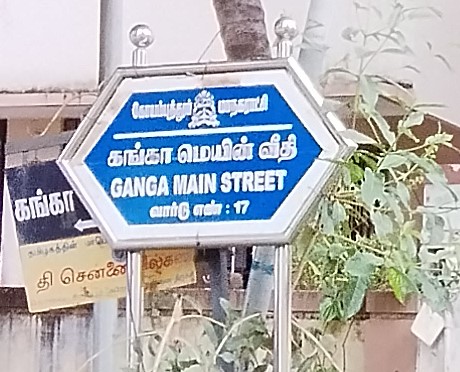 கோயம்புத்தூர் மாநகராட்சி
கங்கா மெயின் வீதி
GANGA MAIN STREET
வார்டு எண் : 17
கங்கா
தி சென்னை